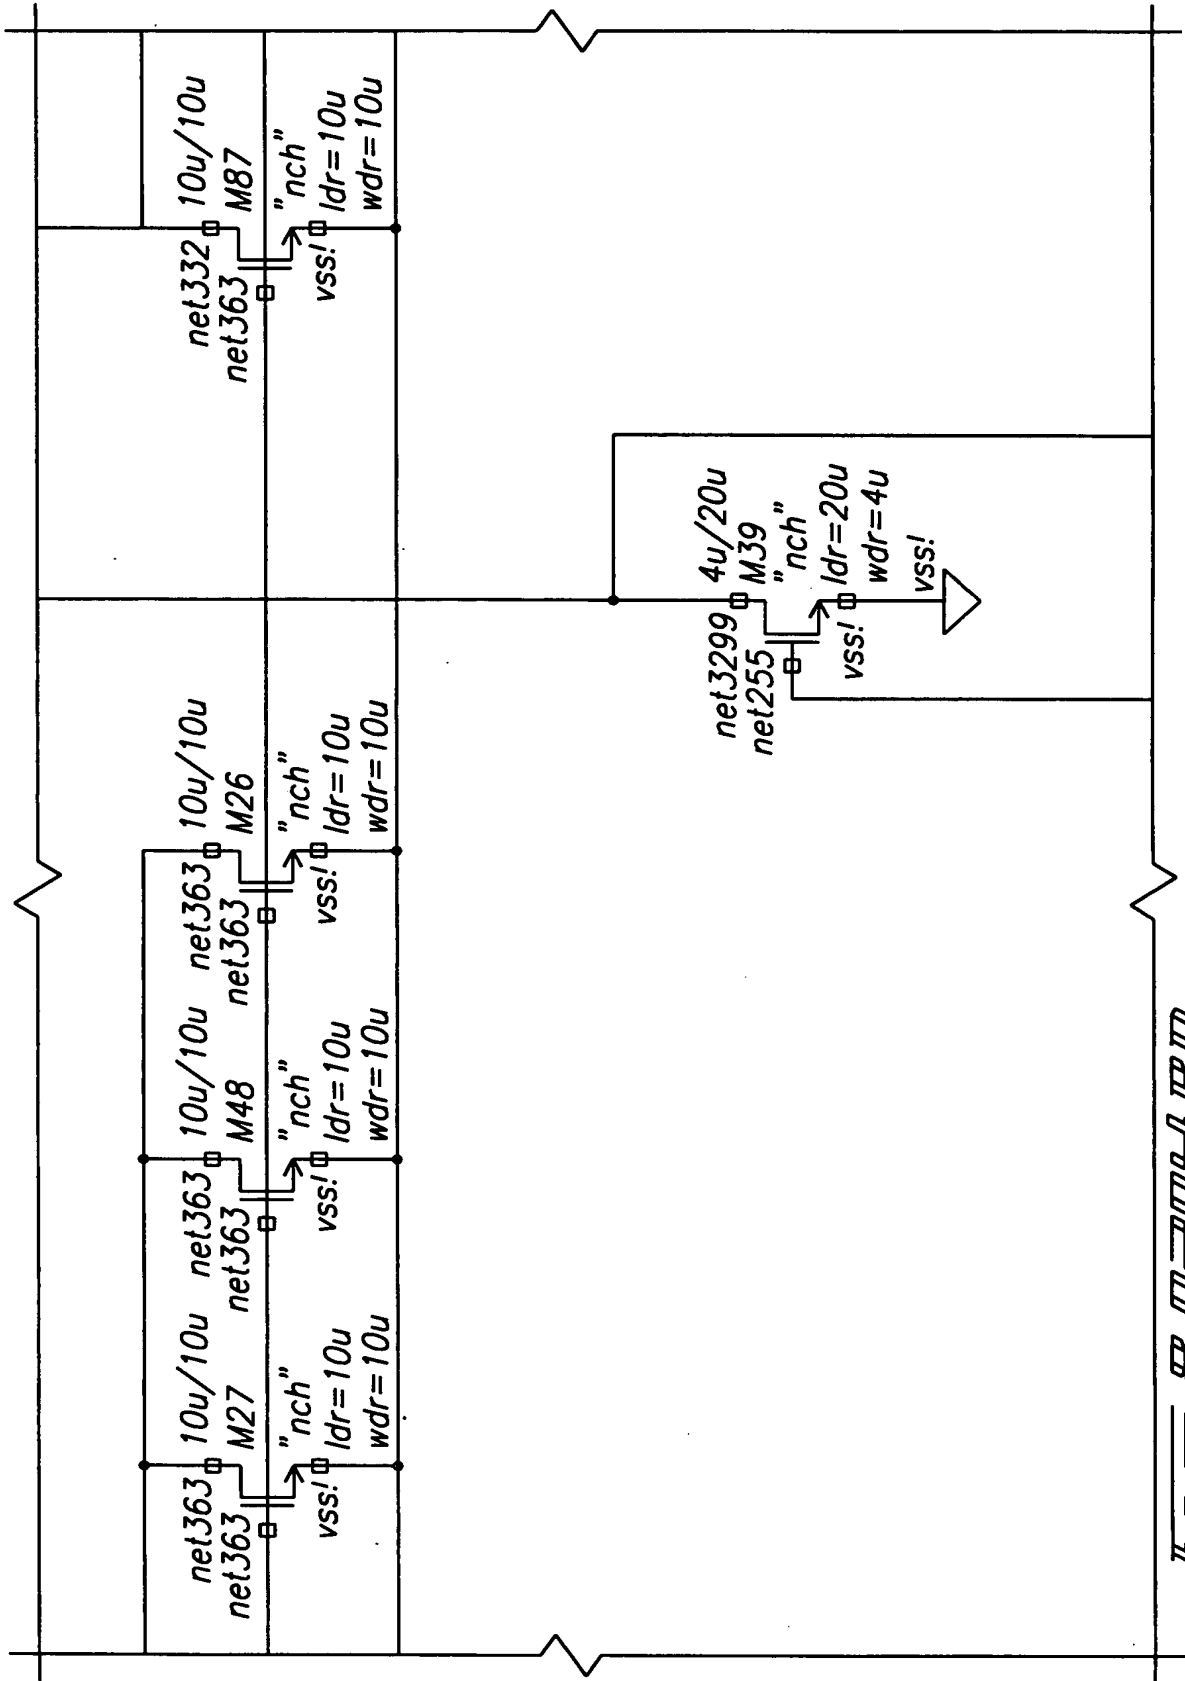 net363
net363
10u/10u
M27
"nch"
vss!
ldr=10u
wdr=10u
net363
net363
10u/10u
M48
"nch"
vss!
ldr=10u
wdr=10u
net363
net363
10u/10u
M26
"nch"
vss!
ldr=10u
wdr=10u
net332
net363
10u/10u
M87
"nch"
vss!
ldr=10u
wdr=10u
net3299
net255
4u/20u
M39
"nch"
vss!
ldr=20u
wdr=4u
vss!